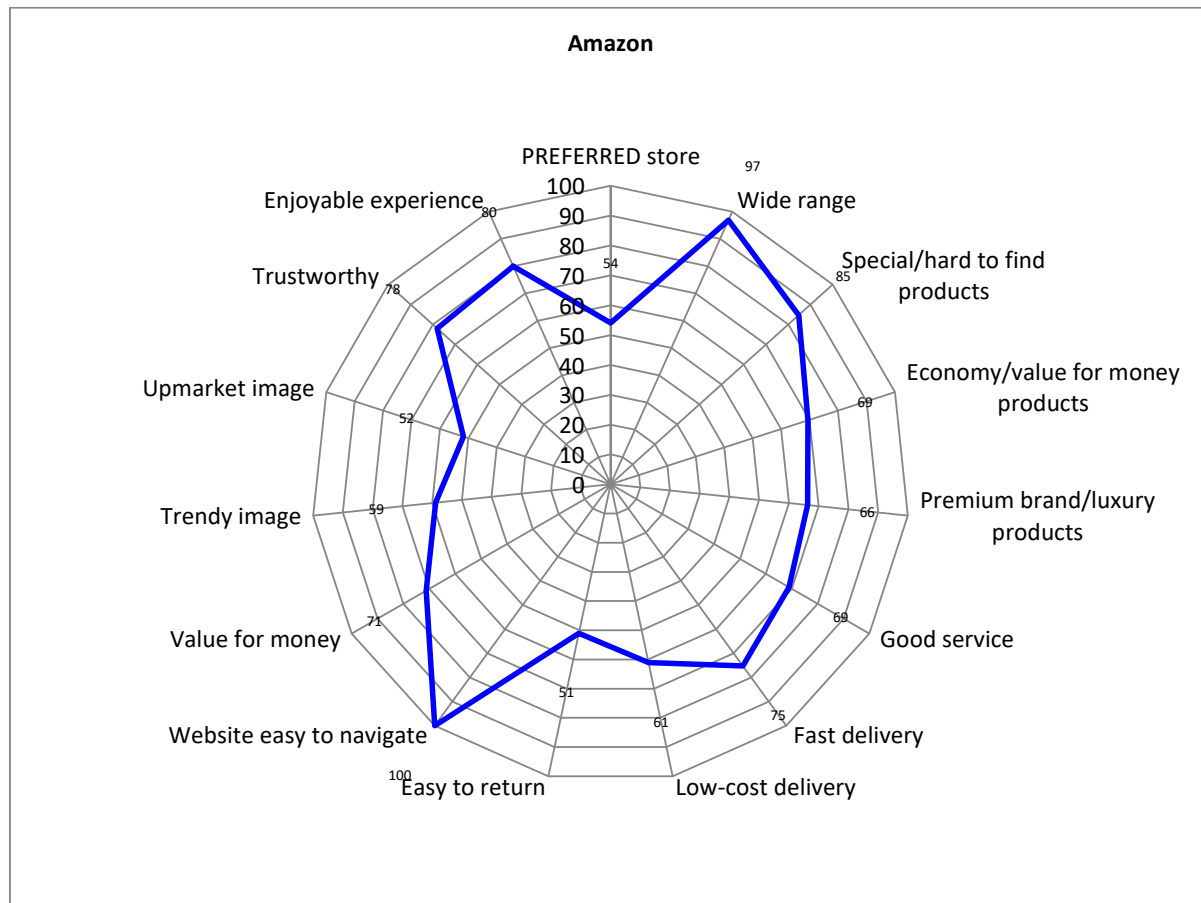 Amazon
PREFERRED store
97
Wide range
Enjoyable experience
80
100
90
80
70
60
50
40
30
20
10
0
54
Special/hard to find
products
85
Trustworthy
78
Economy/value for money
products
69
Upmarket image
52
Premium brand/luxury
products
66
Trendy image
59
Good service
69
Value for money
71
Fast delivery
75
Website easy to navigate
100
Low-cost delivery
61
Easy to return
51